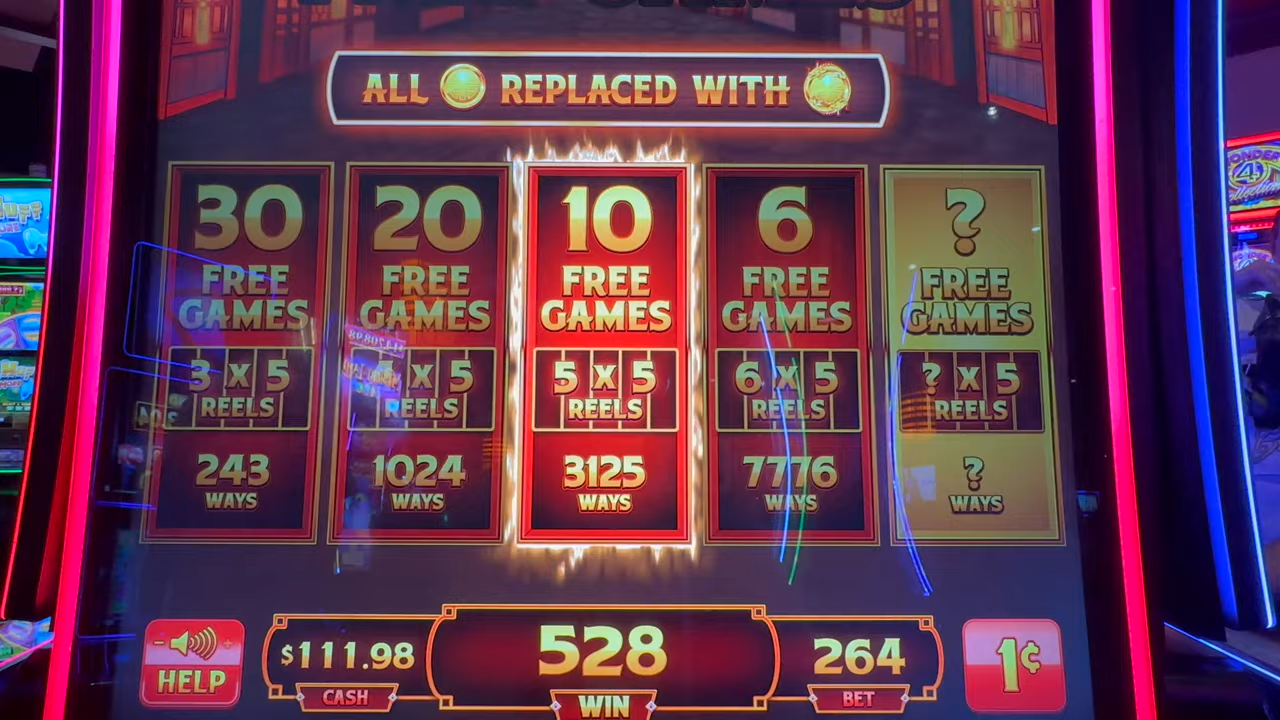 ALL REPLACED WITH
30
FREE
GAMES
3 x 5
REELS
243
WAYS
20
FREE
GAMES
x 5
REELS
1024
WAYS
10
FREE
GAMES
5 x 5
REELS
3125
WAYS
6
FREE
GAMES
6 x 5
REELS
7776
WAYS
?
FREE
GAMES
? x 5
REELS
?
WAYS
- +
HELP
$111.98
CASH
528
WIN
264
BET
1¢
WONDER
4